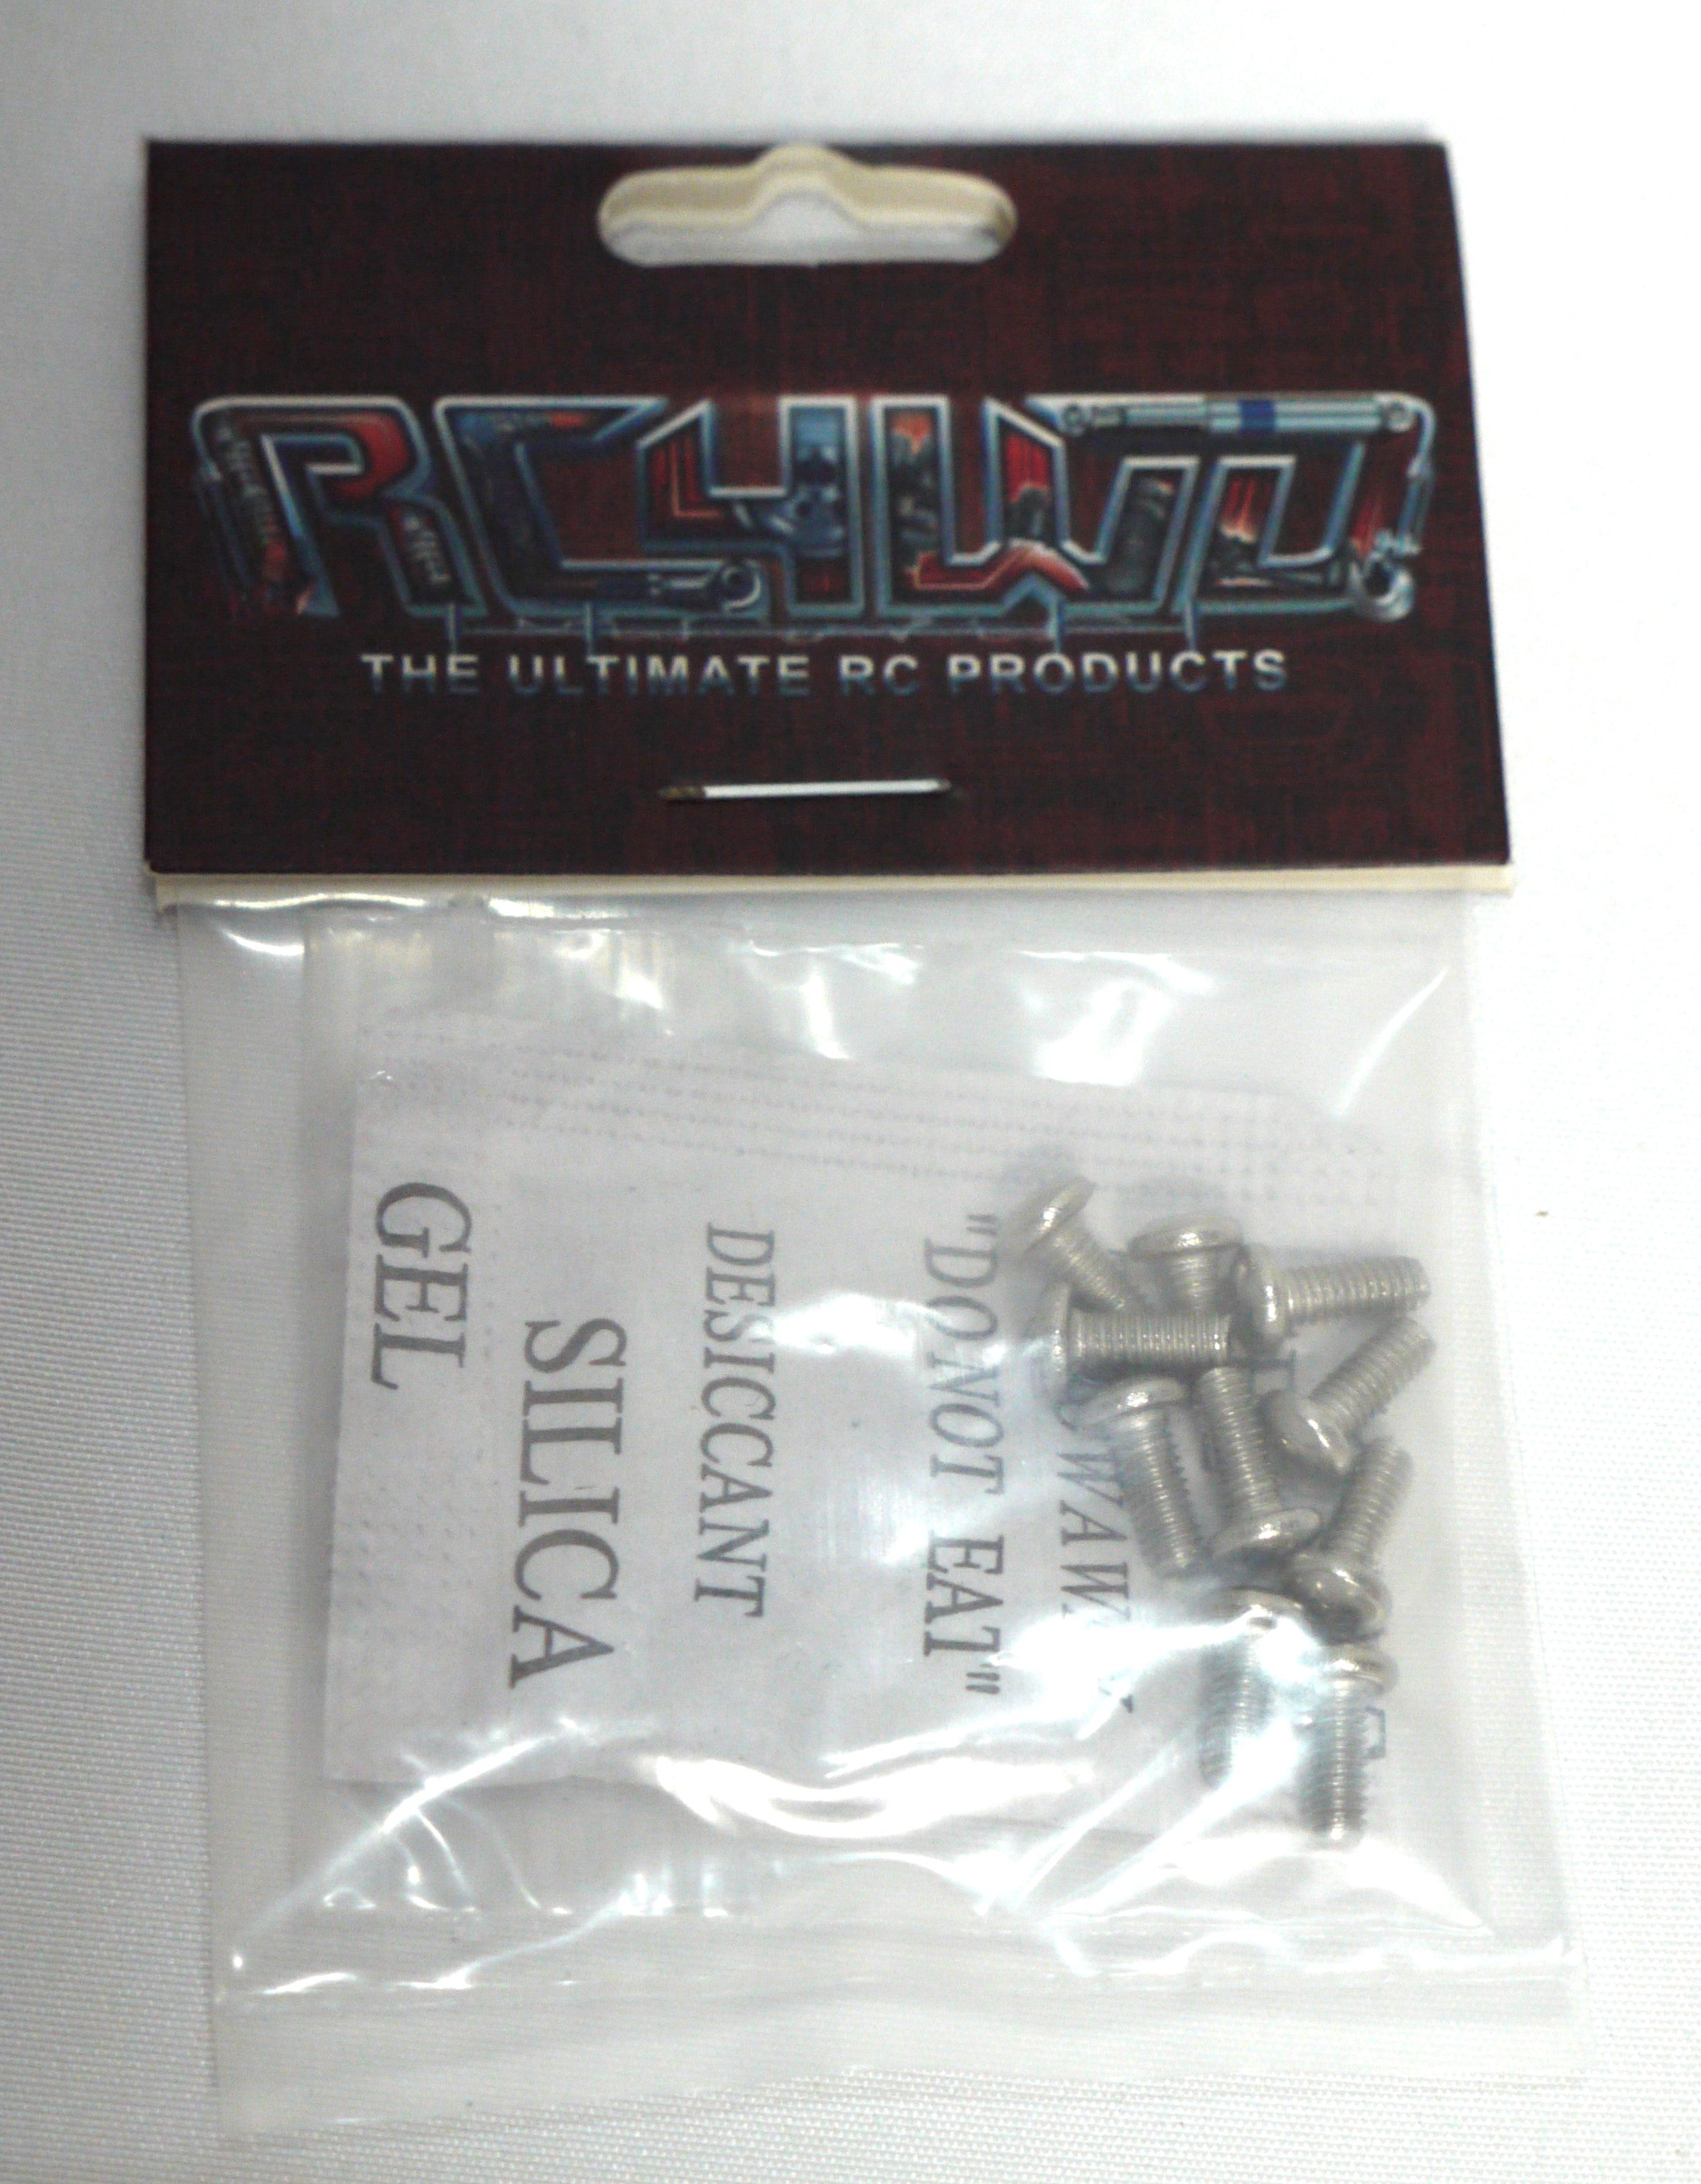 RC4WD
THE ULTIMATE RC PRODUCTS
"DO NOT EAT"
DESICCANT
SILICA
GEL